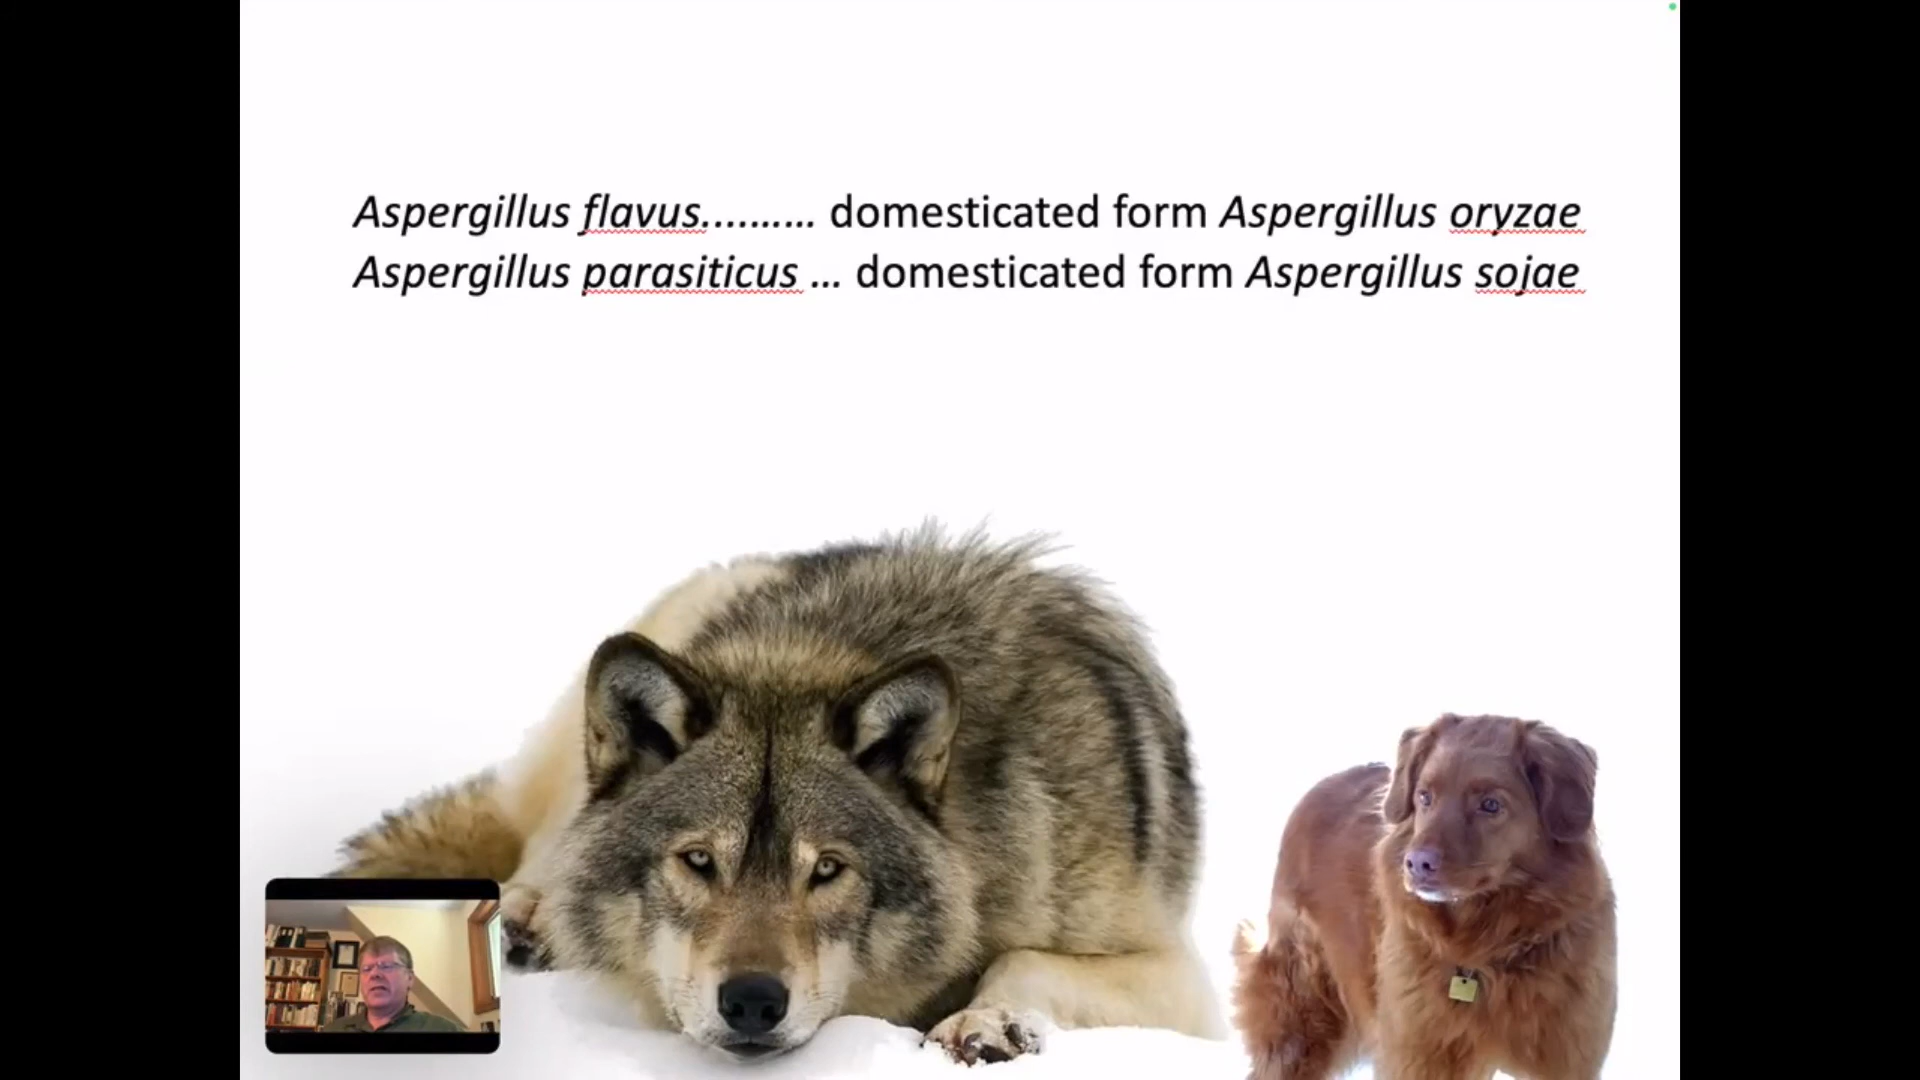 Aspergillus flavus.……… domesticated form Aspergillus oryzae
Aspergillus parasiticus … domesticated form Aspergillus sojae